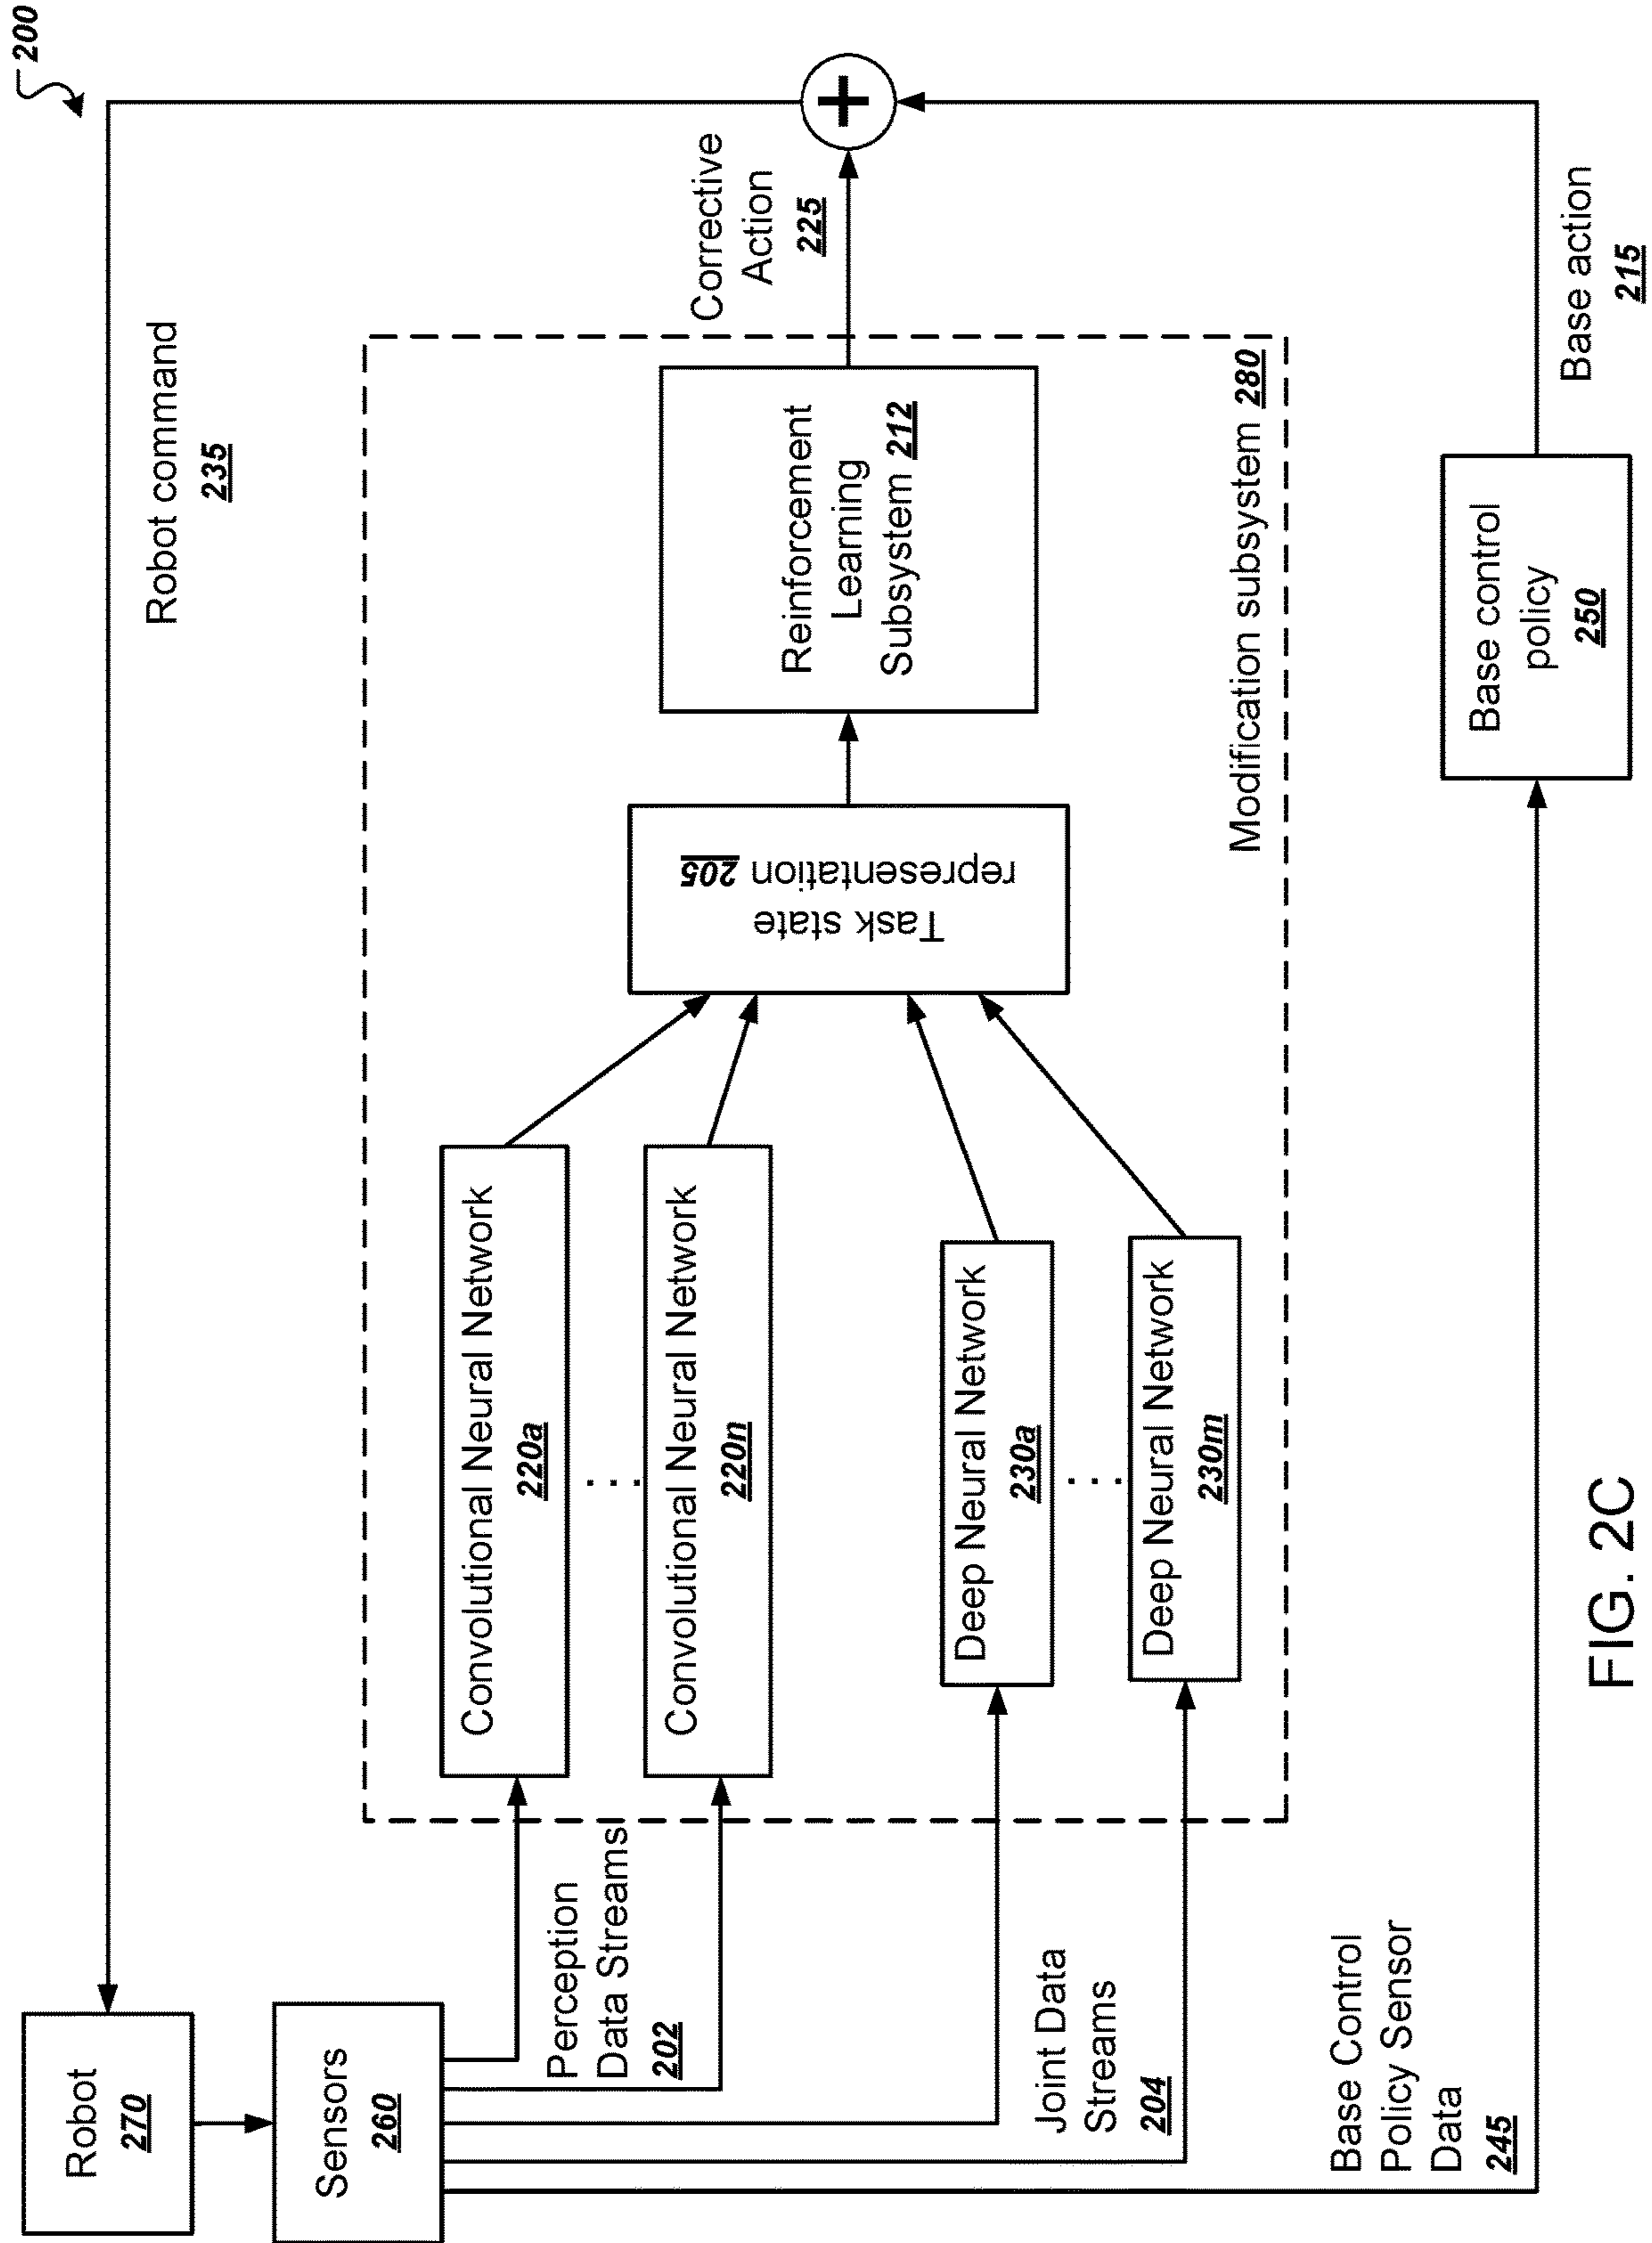 200
Robot
270
Robot command
235
Sensors
260
Perception
Data Streams
202
Convolutional Neural Network
220a
. . .
Convolutional Neural Network
220n
Joint Data
Streams
204
Deep Neural Network
230a
. . .
Deep Neural Network
230m
Task state
representation 205
Reinforcement
Learning
Subsystem 212
Corrective
Action
225
+
Modification subsystem 280
Base Control
Policy Sensor
Data
245
Base control
policy
250
Base action
215
FIG. 2C